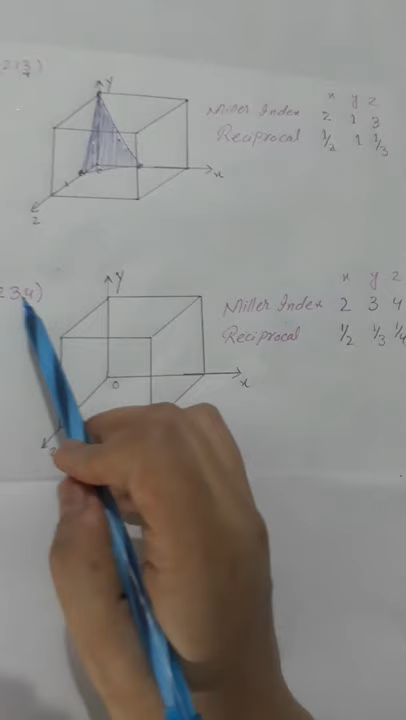 213)
y
x y z
Miller Index 2 1 3
Reciprocal 1/2 1 1/3
x
z
234)
y
x y z
Miller Index 2 3 4
Reciprocal 1/2 1/3 1/4
o
x
z